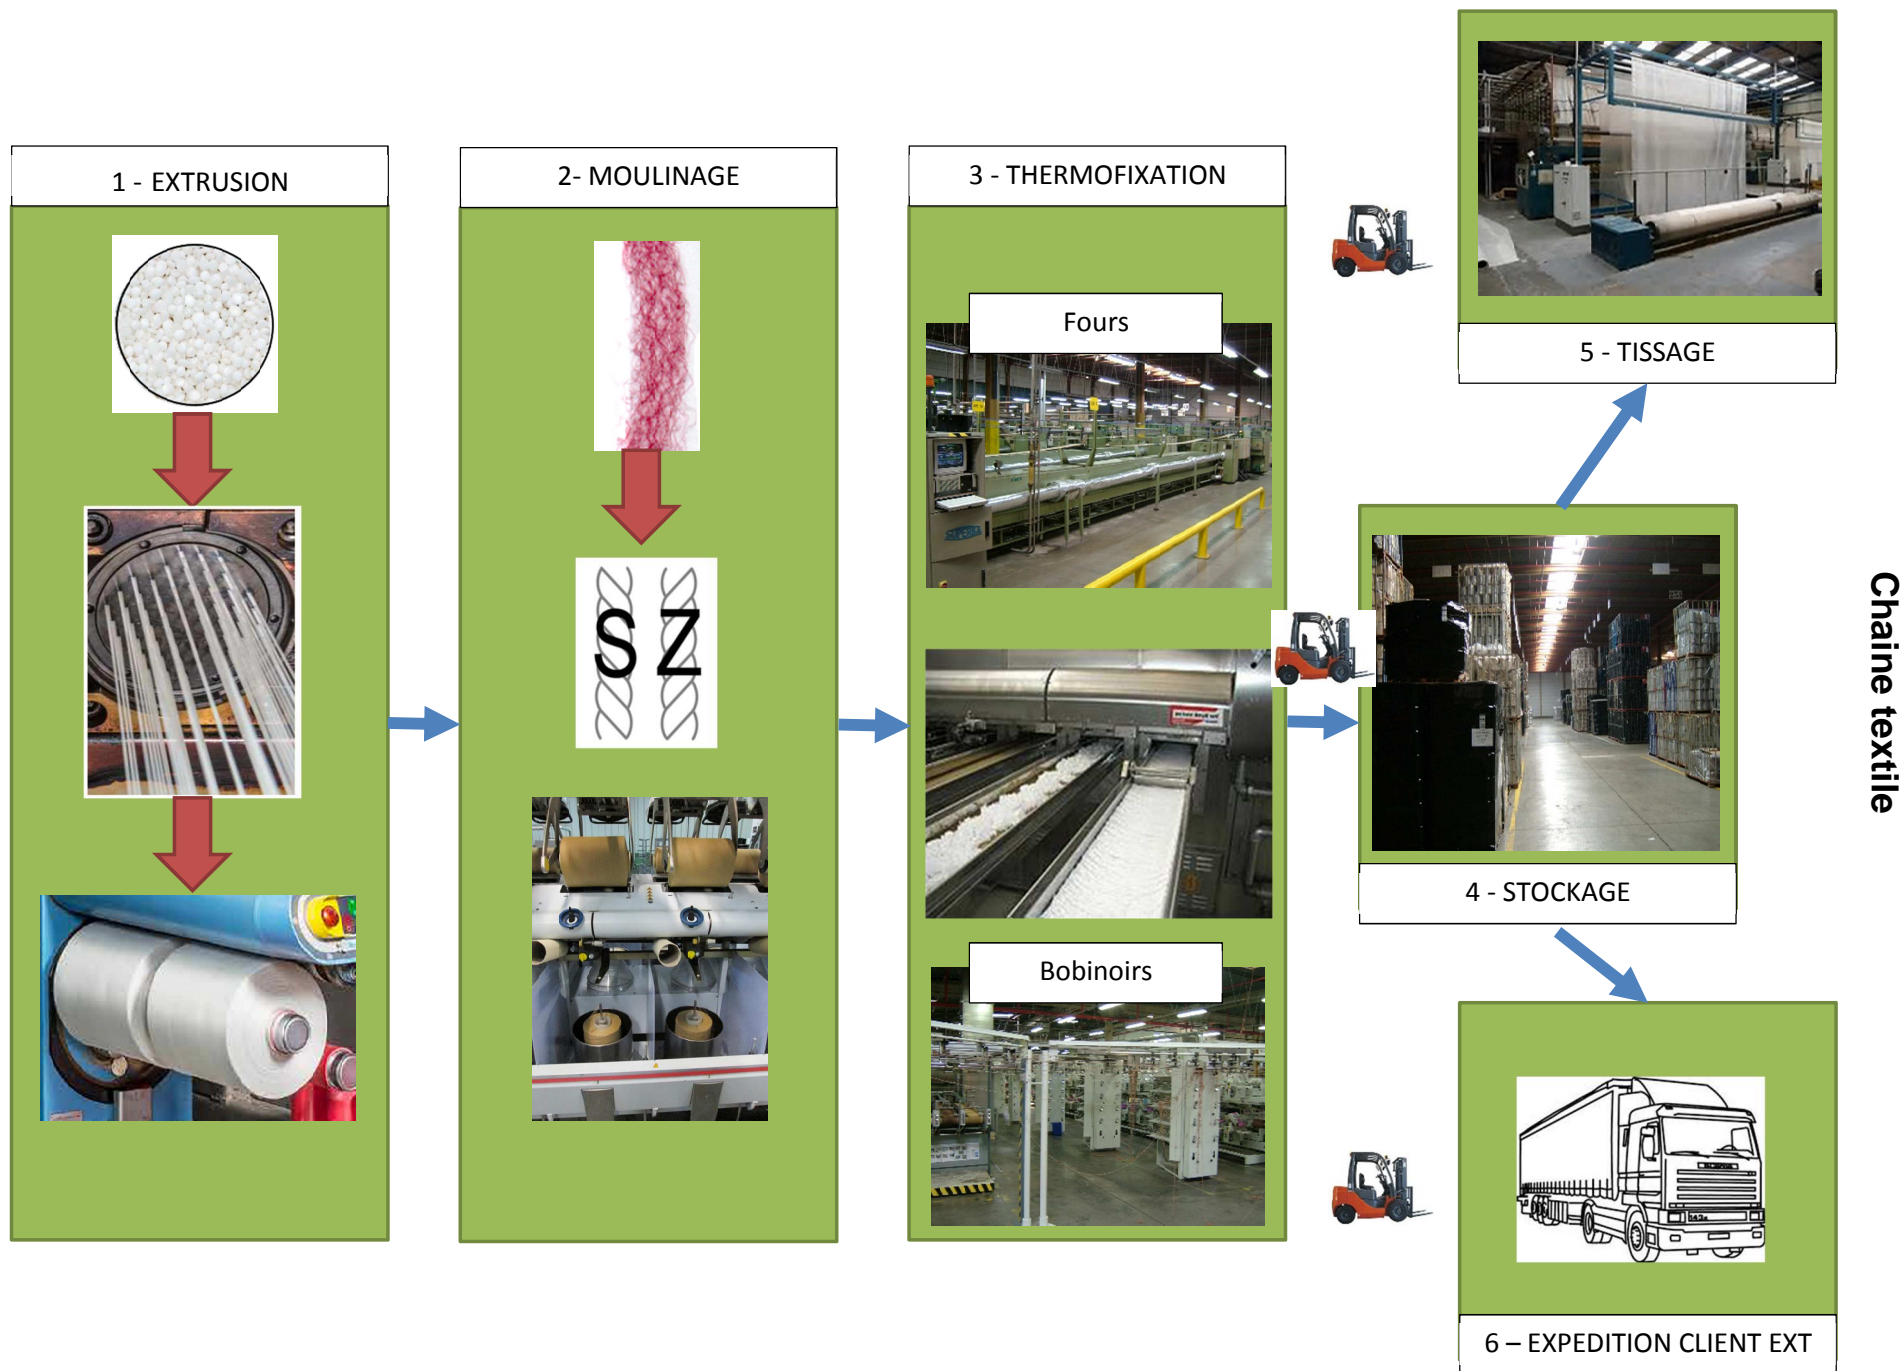 1 - EXTRUSION
2- MOULINAGE
3 - THERMOFIXATION
Fours
S Z
Bobinoirs
4 - STOCKAGE
5 - TISSAGE
6 – EXPEDITION CLIENT EXT
Chaine textile